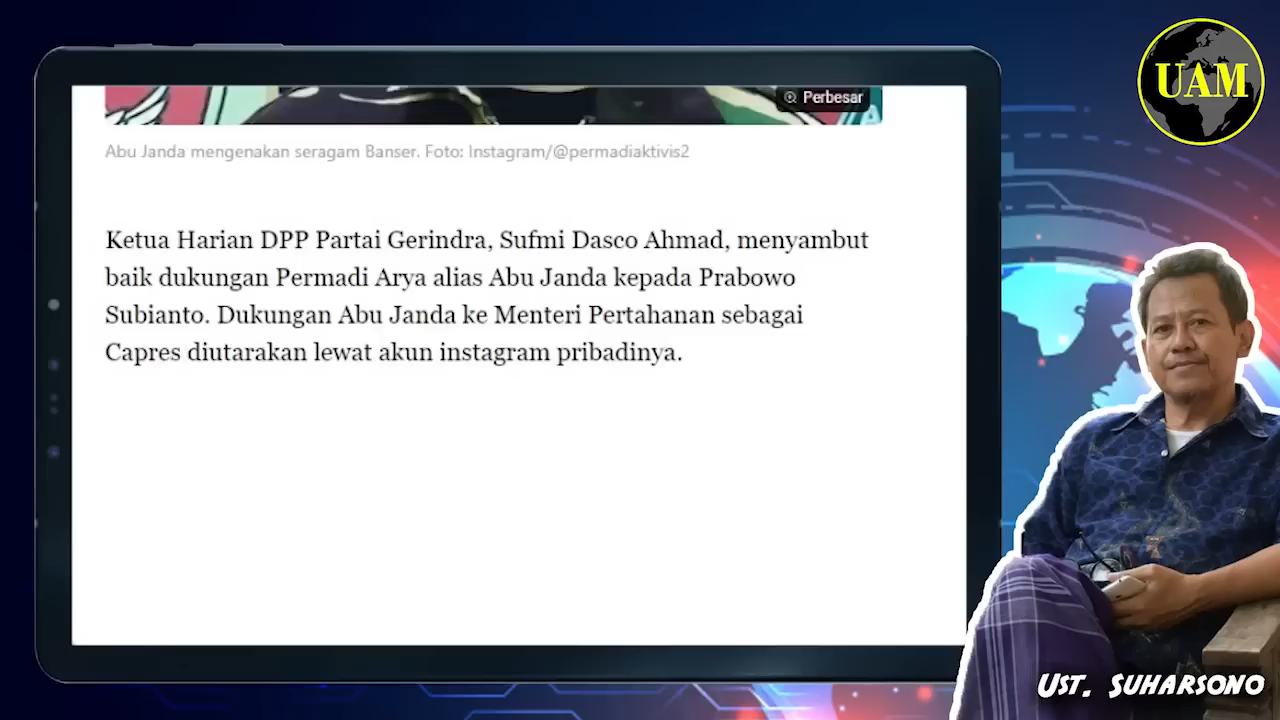 UAM
Perbesar
Abu Janda mengenakan seragam Banser. Foto: Instagram/@permadiaktivis2
Ketua Harian DPP Partai Gerindra, Sufmi Dasco Ahmad, menyambut
baik dukungan Permadi Arya alias Abu Janda kepada Prabowo
Subianto. Dukungan Abu Janda ke Menteri Pertahanan sebagai
Capres diutarakan lewat akun instagram pribadinya.
Ust. Suharsono